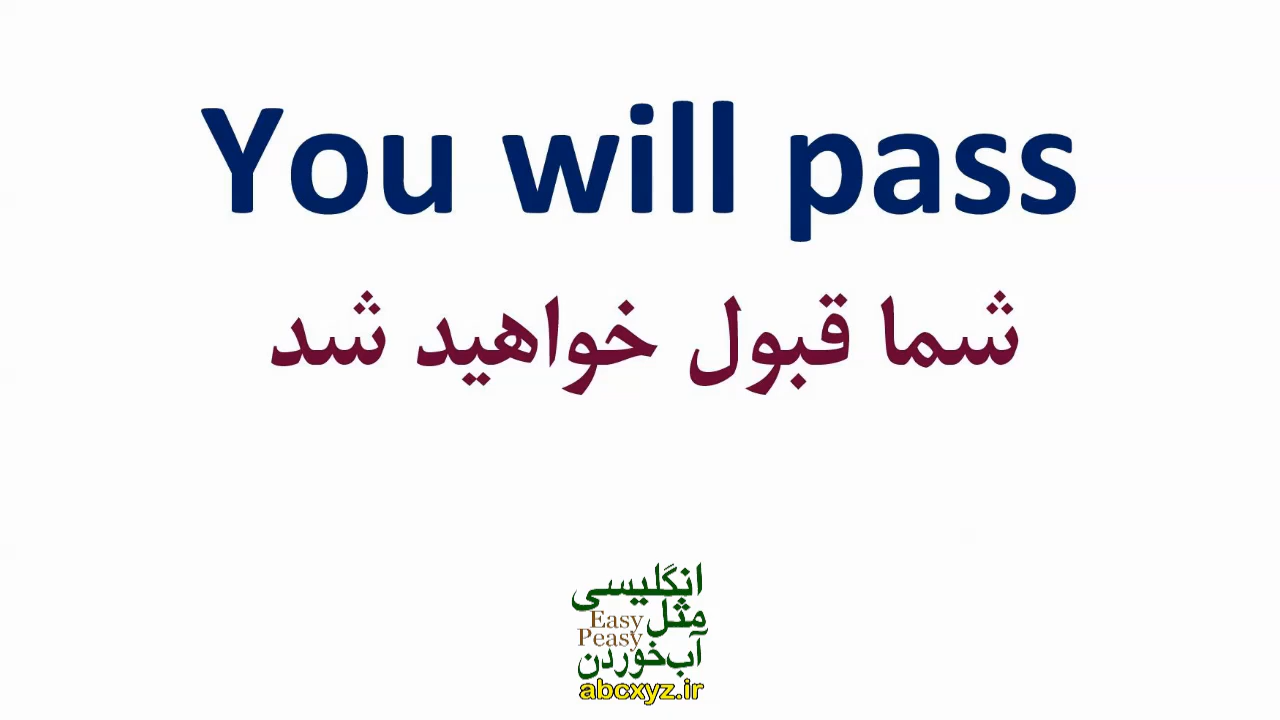 You will pass
شما قبول خواهید شد
انگلیسی
مثل
Easy
Peasy
آب‌خوردن
abcxyz.ir